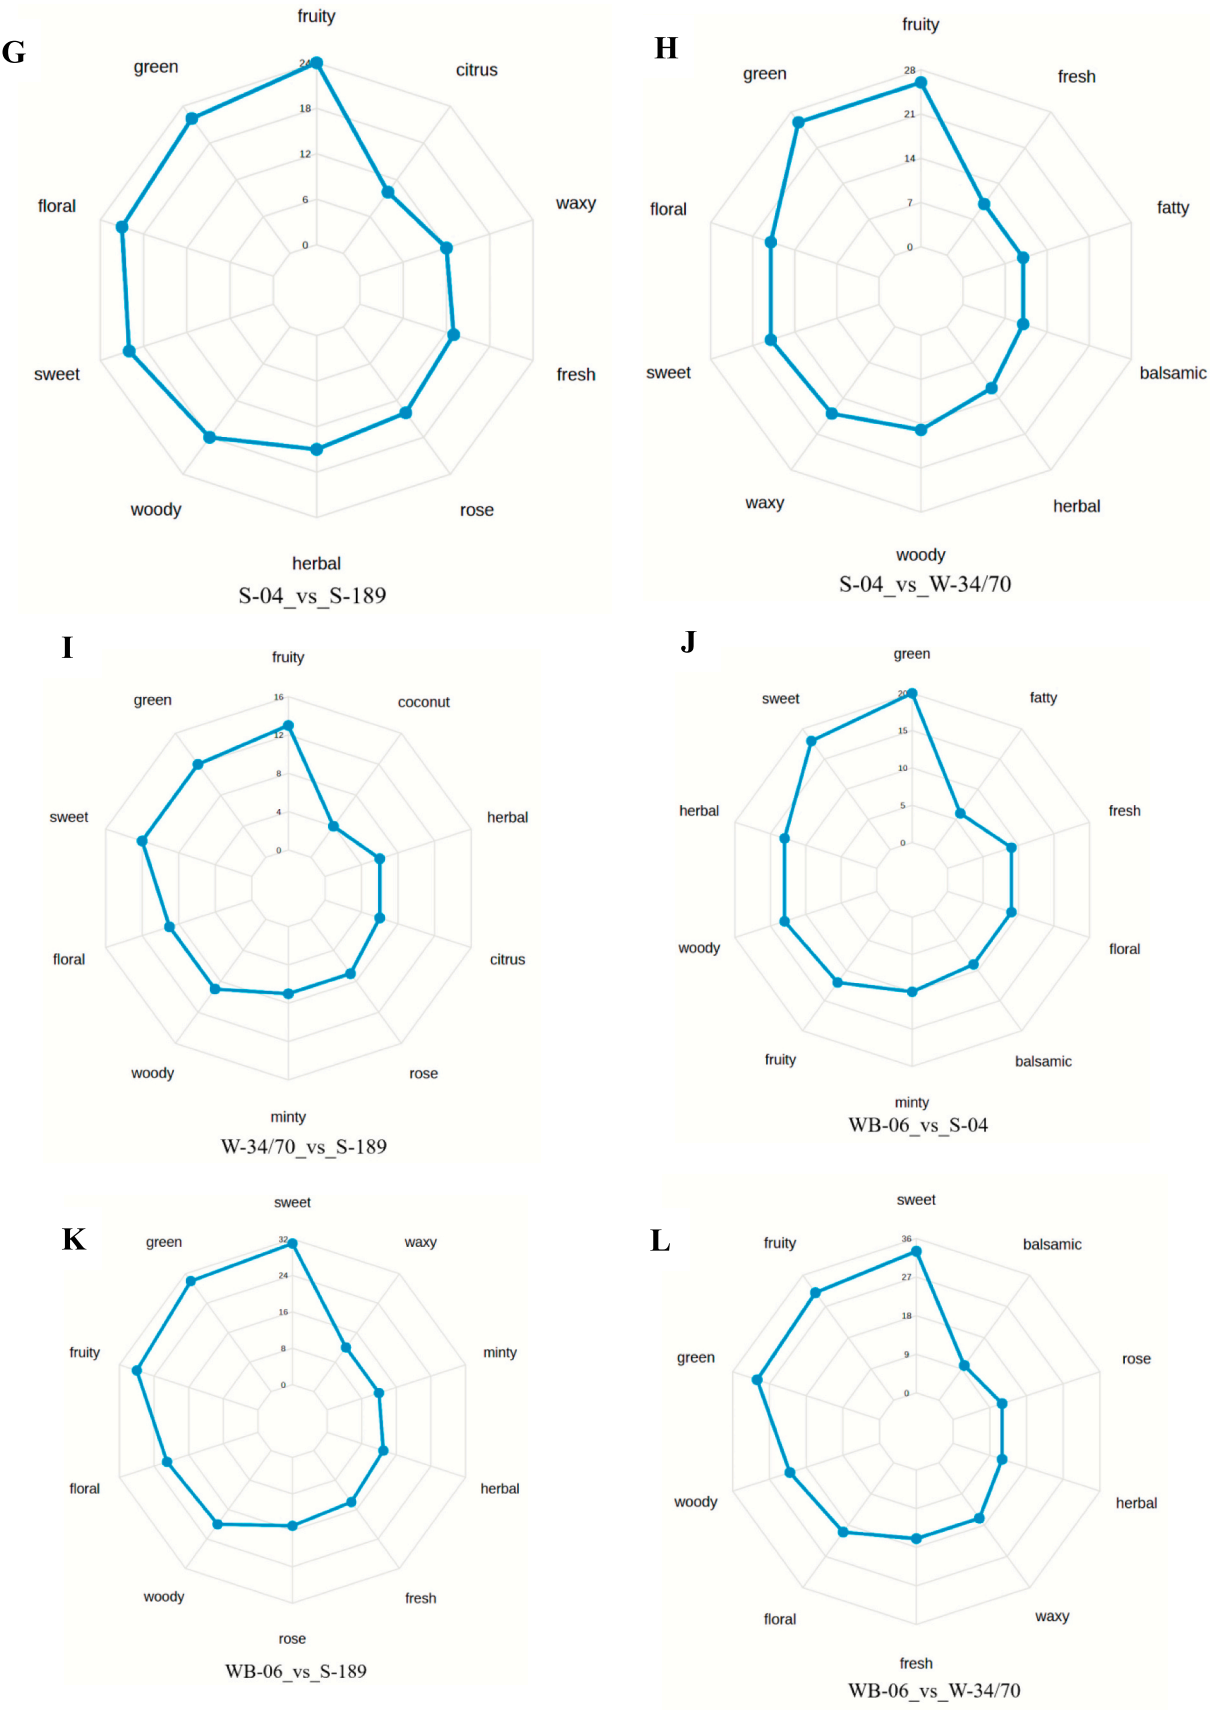 G
fruity
green
citrus
floral
waxy
sweet
fresh
woody
rose
herbal
24
18
12
6
0
S-04_vs_S-189
H
fruity
green
fresh
floral
fatty
sweet
balsamic
waxy
herbal
woody
28
21
14
7
0
S-04_vs_W-34/70
I
fruity
green
coconut
sweet
herbal
floral
citrus
woody
rose
minty
16
12
8
4
0
W-34/70_vs_S-189
J
green
sweet
fatty
herbal
fresh
woody
floral
fruity
balsamic
minty
20
15
10
5
0
WB-06_vs_S-04
K
sweet
green
waxy
fruity
minty
floral
herbal
woody
fresh
rose
32
24
16
8
0
WB-06_vs_S-189
L
sweet
fruity
balsamic
green
rose
woody
herbal
floral
waxy
fresh
36
27
18
9
0
WB-06_vs_W-34/70